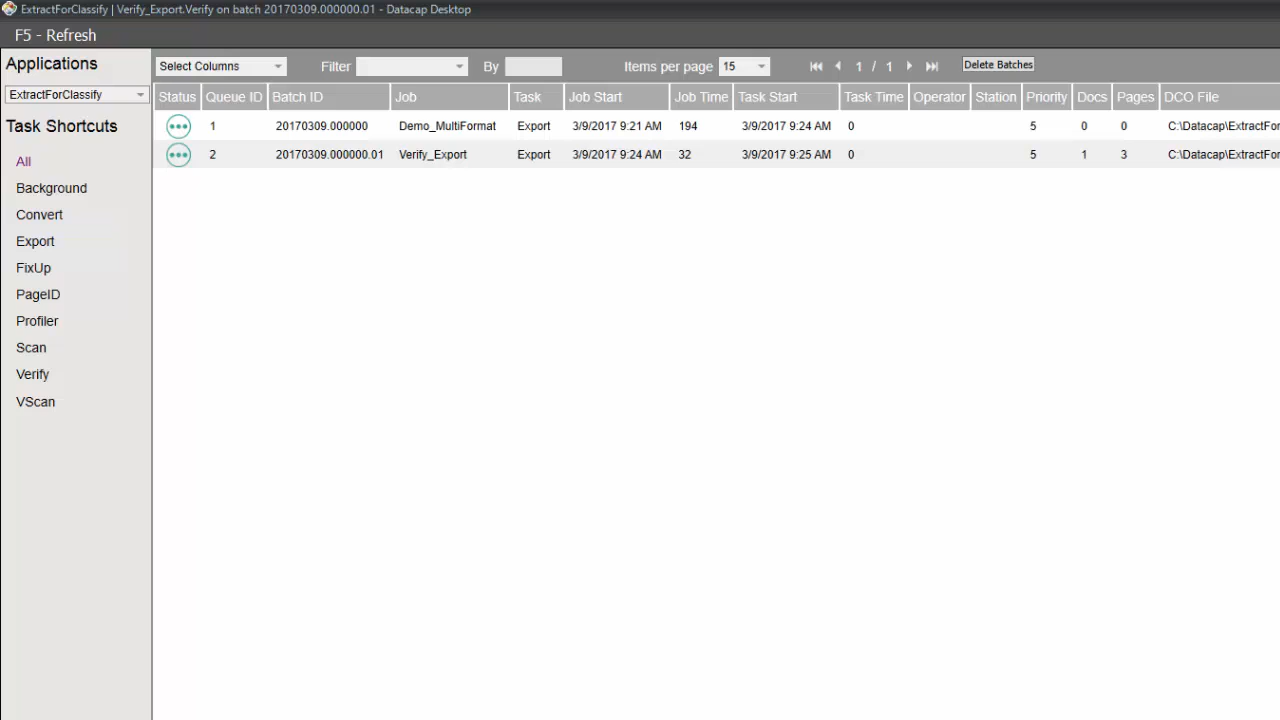 ExtractForClassify | Verify_Export.Verify on batch 20170309.000000.01 - Datacap Desktop
F5 - Refresh
Applications
ExtractForClassify
Task Shortcuts
All
Background
Convert
Export
FixUp
PageID
Profiler
Scan
Verify
VScan
Select Columns Filter By Items per page 15 1 / 1 Delete Batches
Status Queue ID Batch ID Job Task Job Start Job Time Task Start Task Time Operator Station Priority Docs Pages DCO File
1 20170309.000000 Demo_MultiFormat Export 3/9/2017 9:21 AM 194 3/9/2017 9:24 AM 0 5 0 0 C:\Datacap\ExtractFor
2 20170309.000000.01 Verify_Export Export 3/9/2017 9:24 AM 32 3/9/2017 9:25 AM 0 5 1 3 C:\Datacap\ExtractFor